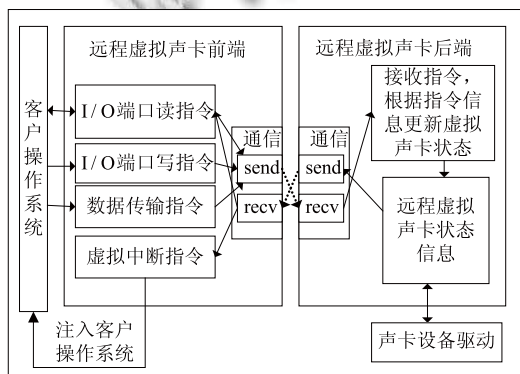 远程虚拟声卡前端
远程虚拟声卡后端
客户操作系统
I/O端口读指令
I/O端口写指令
数据传输指令
虚拟中断指令
通信
send
recv
通信
send
recv
接收指令，
根据指令信
息更新虚拟
声卡状态
远程虚拟
声卡状态
信息
声卡设备驱动
注入客户
操作系统